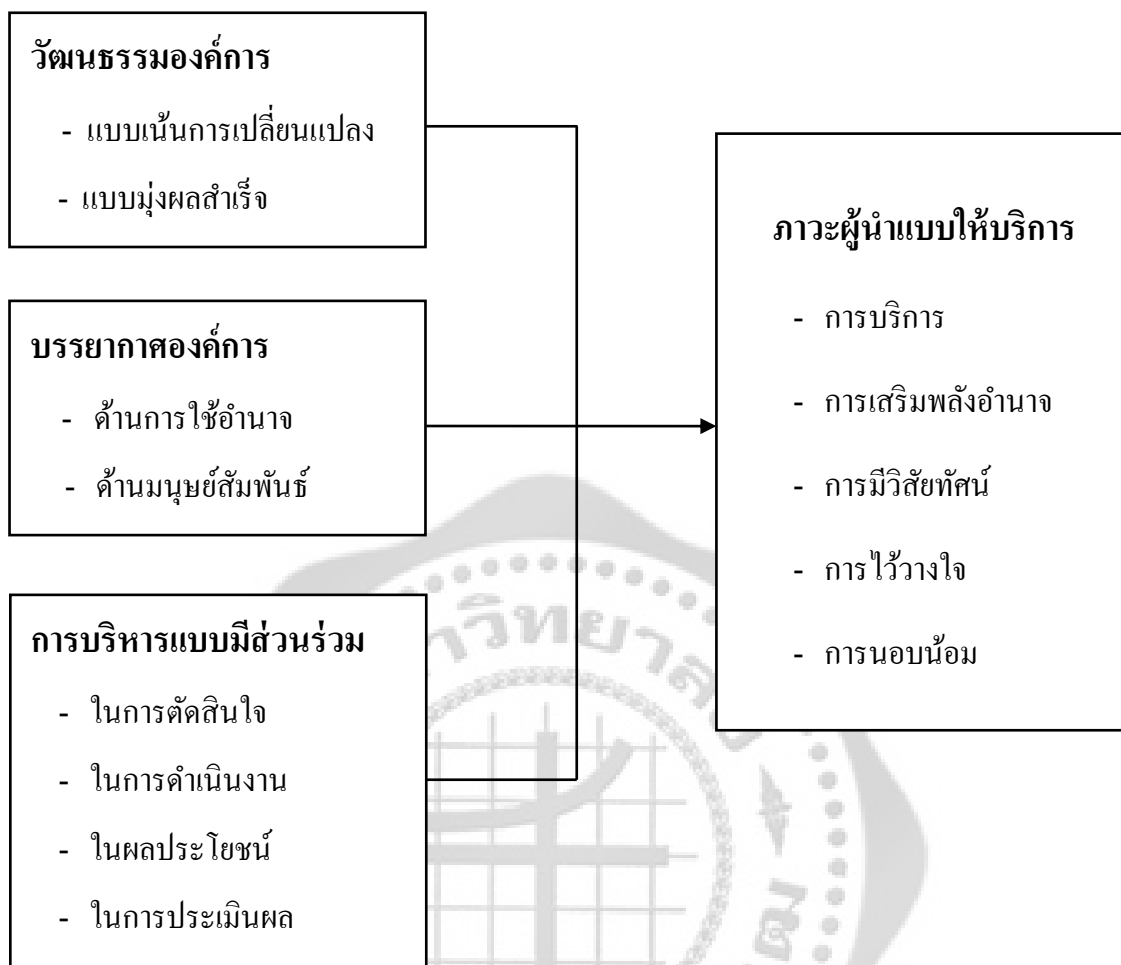 วัฒนธรรมองค์การ
- แบบเน้นการเปลี่ยนแปลง
- แบบมุ่งผลสำเร็จ
บรรยากาศองค์การ
- ด้านการใช้อำนาจ
- ด้านมนุษย์สัมพันธ์
การบริหารแบบมีส่วนร่วม
- ในการตัดสินใจ
- ในการดำเนินงาน
- ในผลประโยชน์
- ในการประเมินผล
ภาวะผู้นำแบบให้บริการ
- การบริการ
- การเสริมพลังอำนาจ
- การมีวิสัยทัศน์
- การไว้วางใจ
- การนอบน้อม